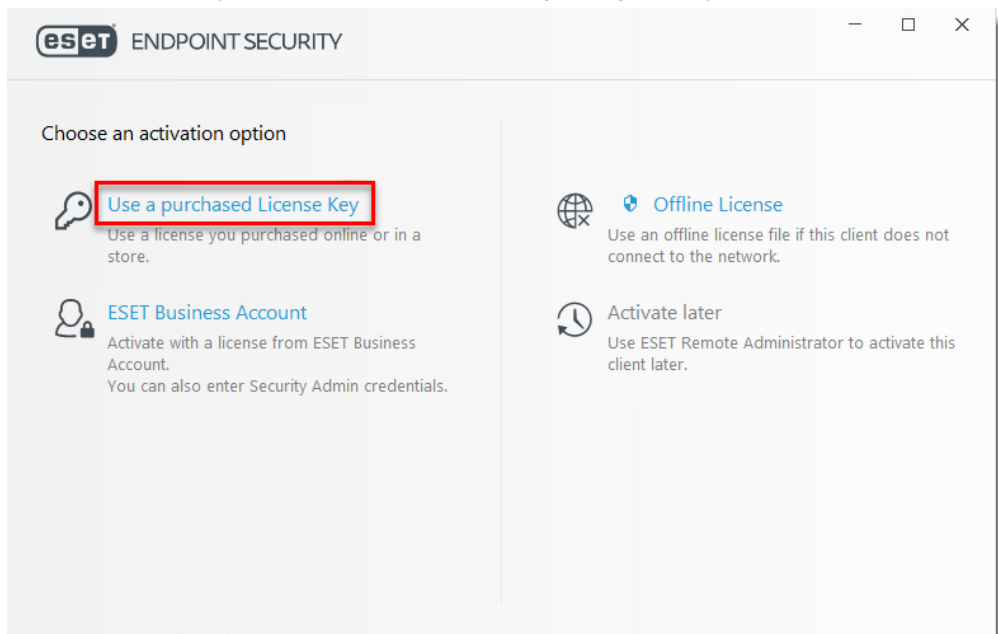 eset ENDPOINT SECURITY
Choose an activation option
Use a purchased License Key
Use a license you purchased online or in a
store.
ESET Business Account
Activate with a license from ESET Business
Account.
You can also enter Security Admin credentials.
Offline License
Use an offline license file if this client does not
connect to the network.
Activate later
Use ESET Remote Administrator to activate this
client later.